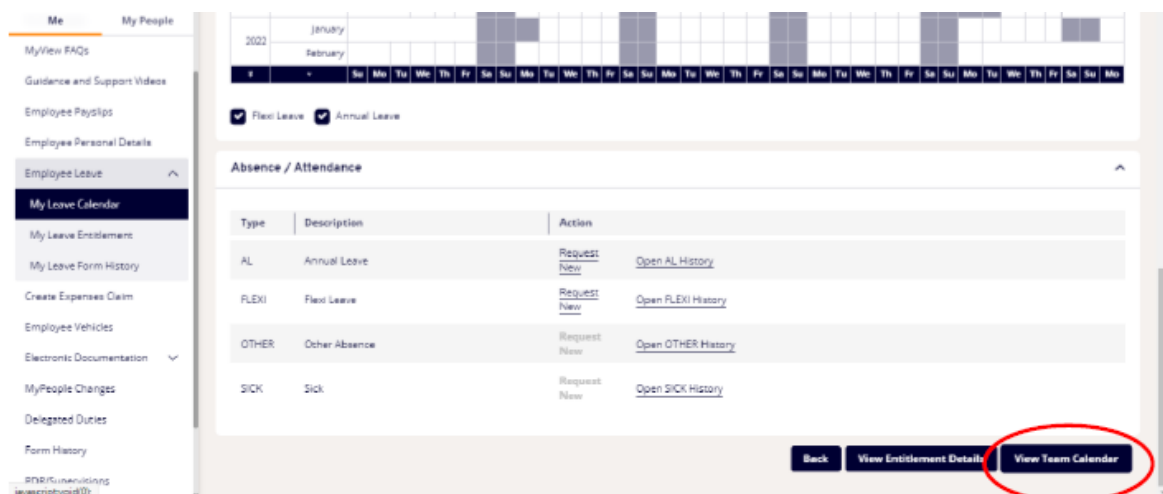 Me My People
MyView FAQs
Guidance and Support Videos
Employee Payslips
Employee Personal Details
Employee Leave
My Leave Calendar
My Leave Entitlement
My Leave Form History
Create Expenses Claim
Employee Vehicles
Electronic Documentation
MyPeople Changes
Delegated Duties
Form History
PDR/Supervisions
javascript:void(0);
2022
January
February
Su Mo Tu We Th Fr Sa Su Mo Tu We Th Fr Sa Su Mo Tu We Th Fr Sa Su Mo Tu We Th Fr Sa Su Mo Tu We Th Fr Sa Su Mo
Flexi Leave Annual Leave
Absence / Attendance
Type Description Action
AL Annual Leave Request New Open AL History
FLEXI Flexi Leave Request New Open FLEXI History
OTHER Other Absence Request New Open OTHER History
SICK Sick Request New Open SICK History
Back View Entitlement Details View Team Calendar